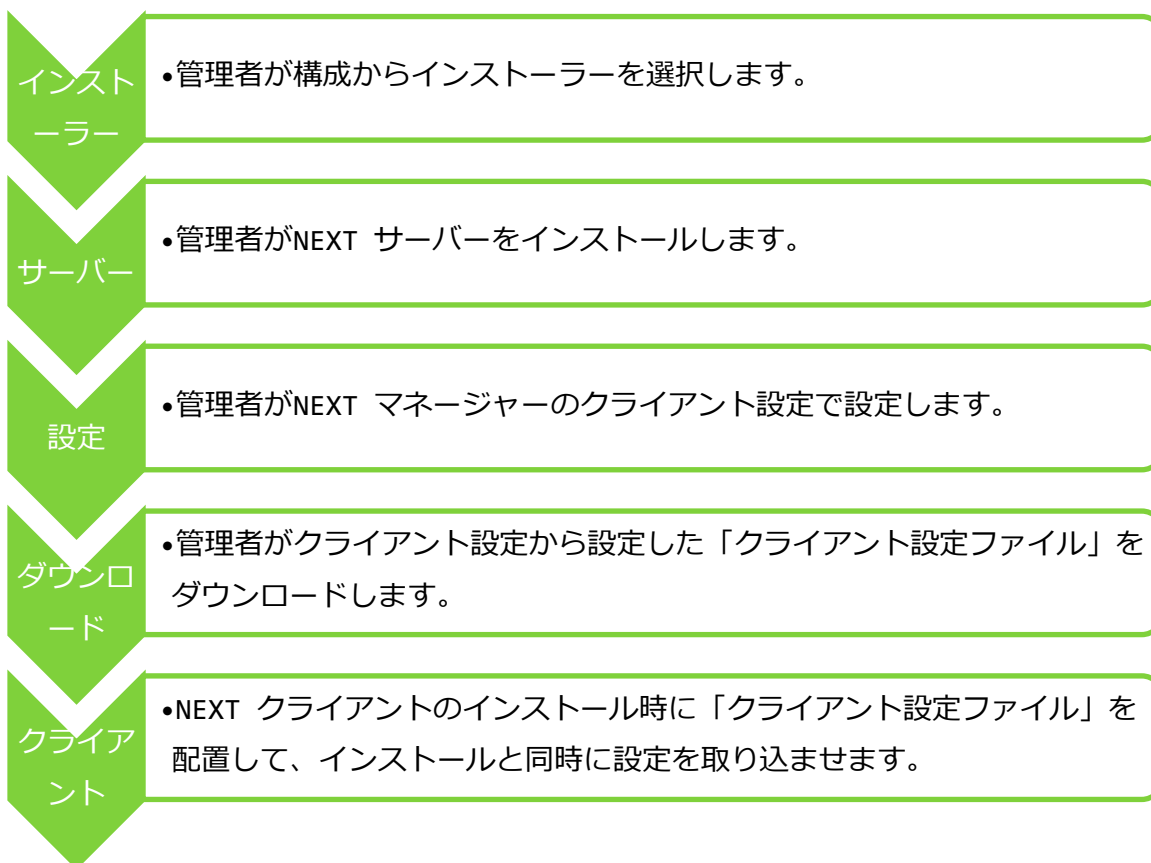 インスト
ーラー
•管理者が構成からインストーラーを選択します。
サーバー
•管理者がNEXT サーバーをインストールします。
設定
•管理者がNEXT マネージャーのクライアント設定で設定します。
ダウンロ
ード
•管理者がクライアント設定から設定した「クライアント設定ファイル」を
ダウンロードします。
クライア
ント
•NEXT クライアントのインストール時に「クライアント設定ファイル」を
配置して、インストールと同時に設定を取り込ませます。